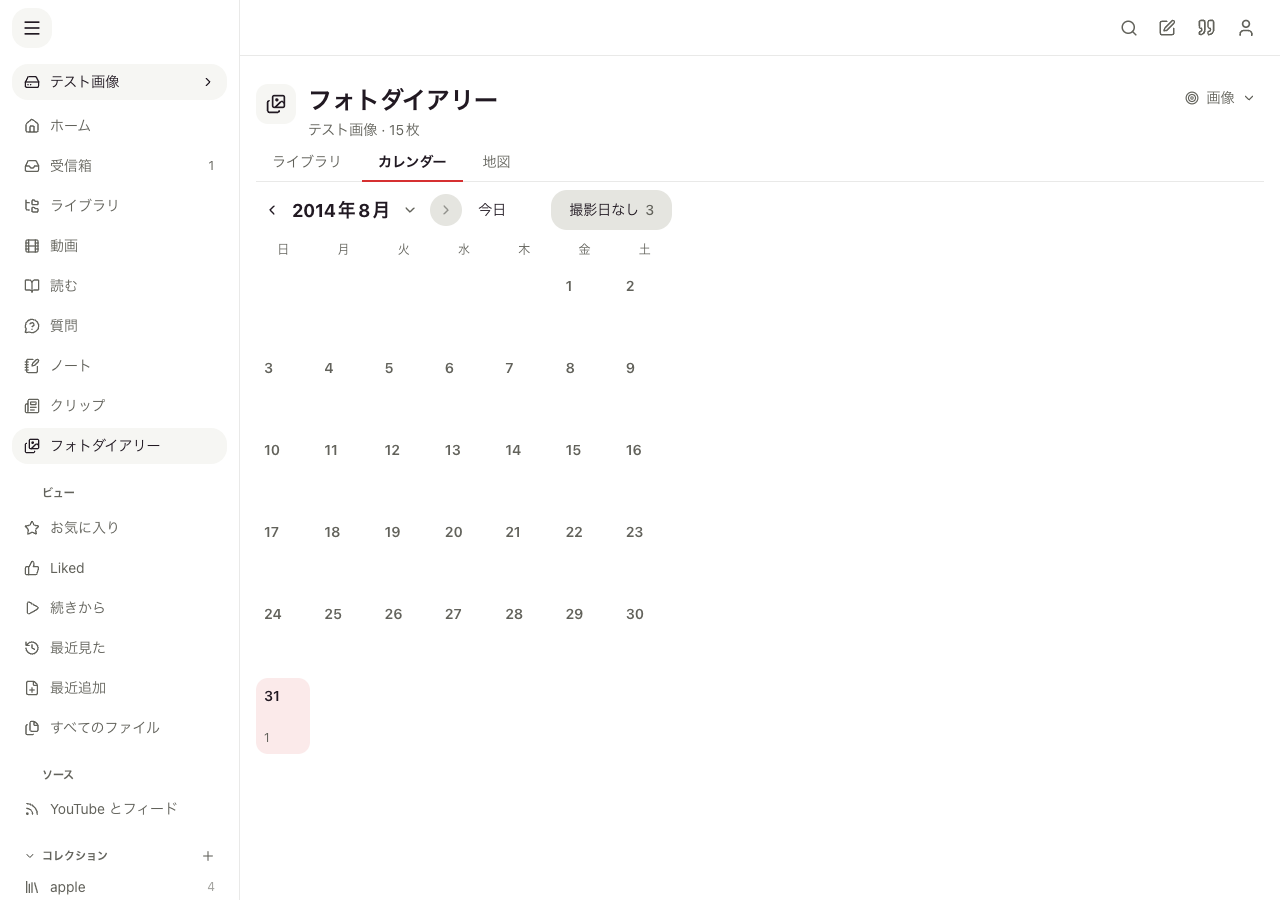 テスト画像
ホーム
受信箱 1
ライブラリ
動画
読む
質問
ノート
クリップ
フォトダイアリー
ビュー
お気に入り
Liked
続きから
最近見た
最近追加
すべてのファイル
ソース
YouTube とフィード
コレクション
apple 4
フォトダイアリー
テスト画像 · 15枚
画像
ライブラリ カレンダー 地図
2014年8月 今日 撮影日なし 3
日 月 火 水 木 金 土
1 2
3 4 5 6 7 8 9
10 11 12 13 14 15 16
17 18 19 20 21 22 23
24 25 26 27 28 29 30
31
1